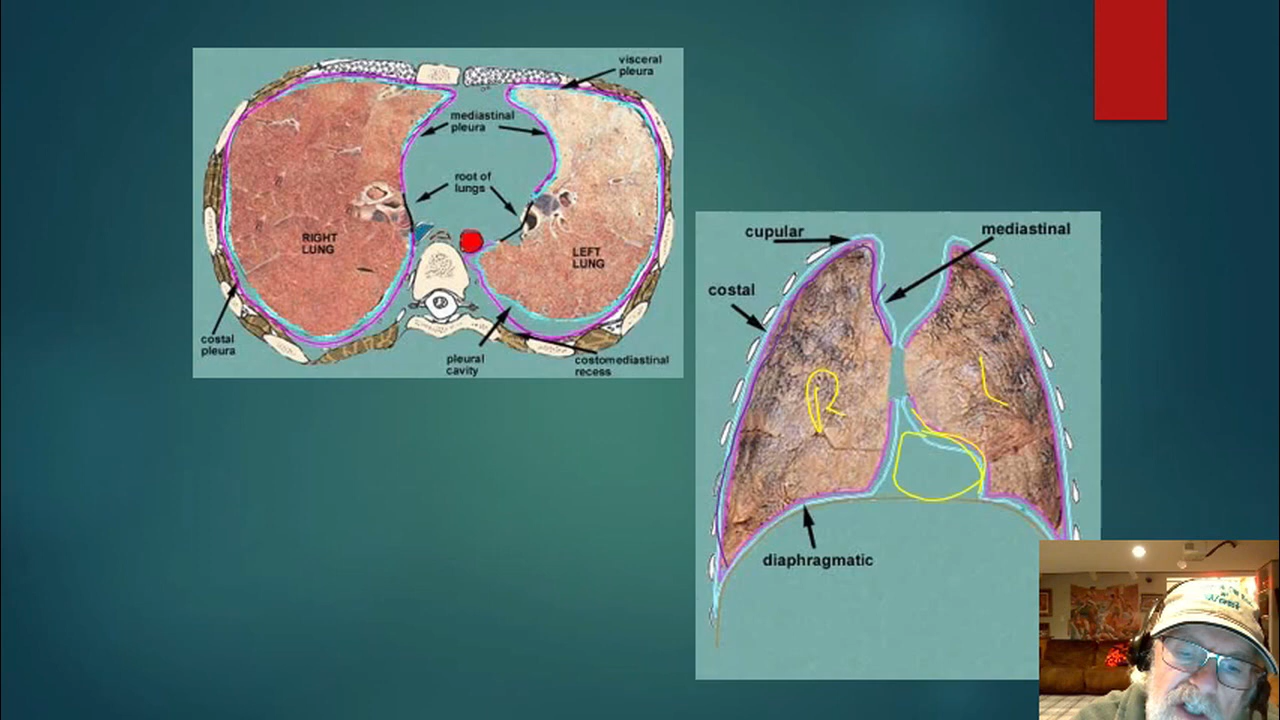 visceral
pleura
mediastinal
pleura
root of
lungs
RIGHT
LUNG
LEFT
LUNG
costal
pleura
pleural
cavity
costomediastinal
recess
cupular
mediastinal
costal
R
L
diaphragmatic